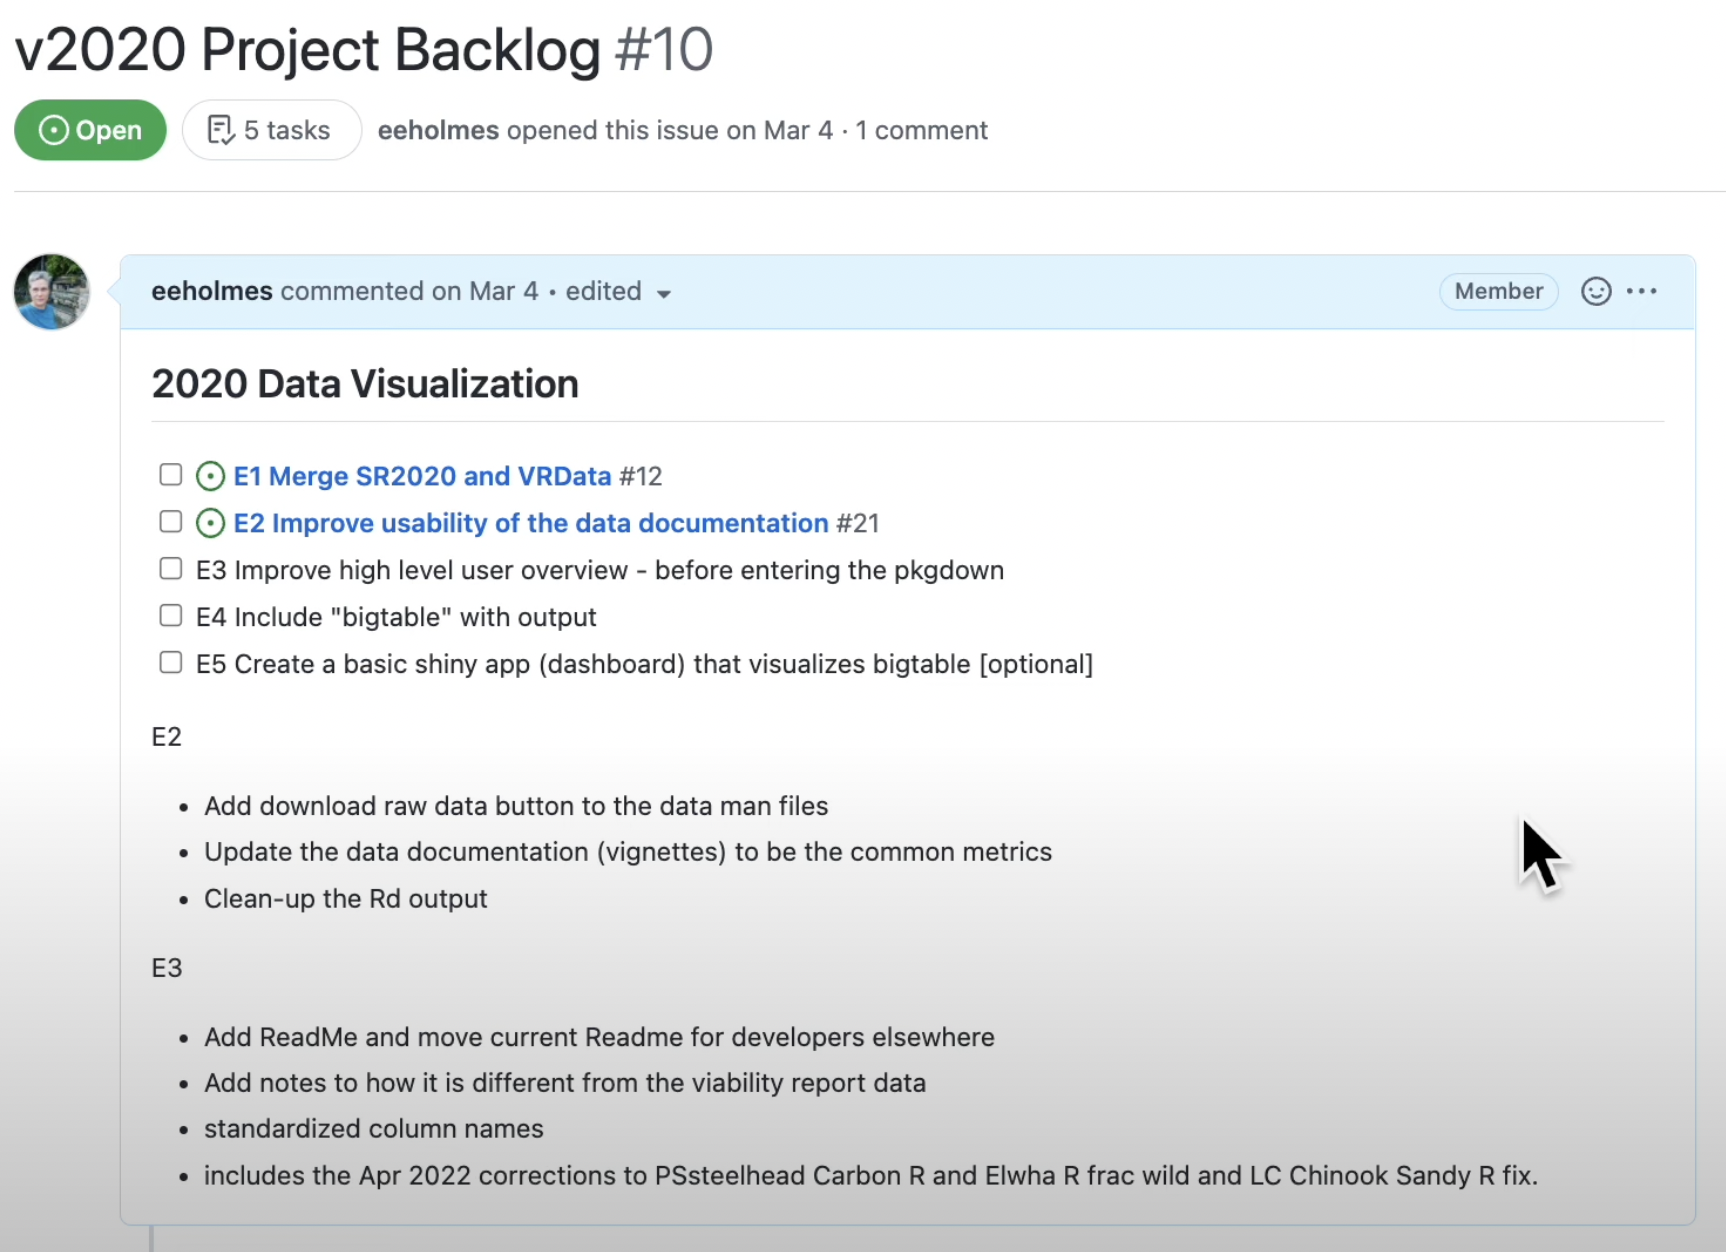 v2020 Project Backlog #10
Open 5 tasks eeholmes opened this issue on Mar 4 · 1 comment
eeholmes commented on Mar 4 • edited Member
2020 Data Visualization
E1 Merge SR2020 and VRData #12
E2 Improve usability of the data documentation #21
E3 Improve high level user overview - before entering the pkgdown
E4 Include "bigtable" with output
E5 Create a basic shiny app (dashboard) that visualizes bigtable [optional]
E2
• Add download raw data button to the data man files
• Update the data documentation (vignettes) to be the common metrics
• Clean-up the Rd output
E3
• Add ReadMe and move current Readme for developers elsewhere
• Add notes to how it is different from the viability report data
• standardized column names
• includes the Apr 2022 corrections to PSsteelhead Carbon R and Elwha R frac wild and LC Chinook Sandy R fix.